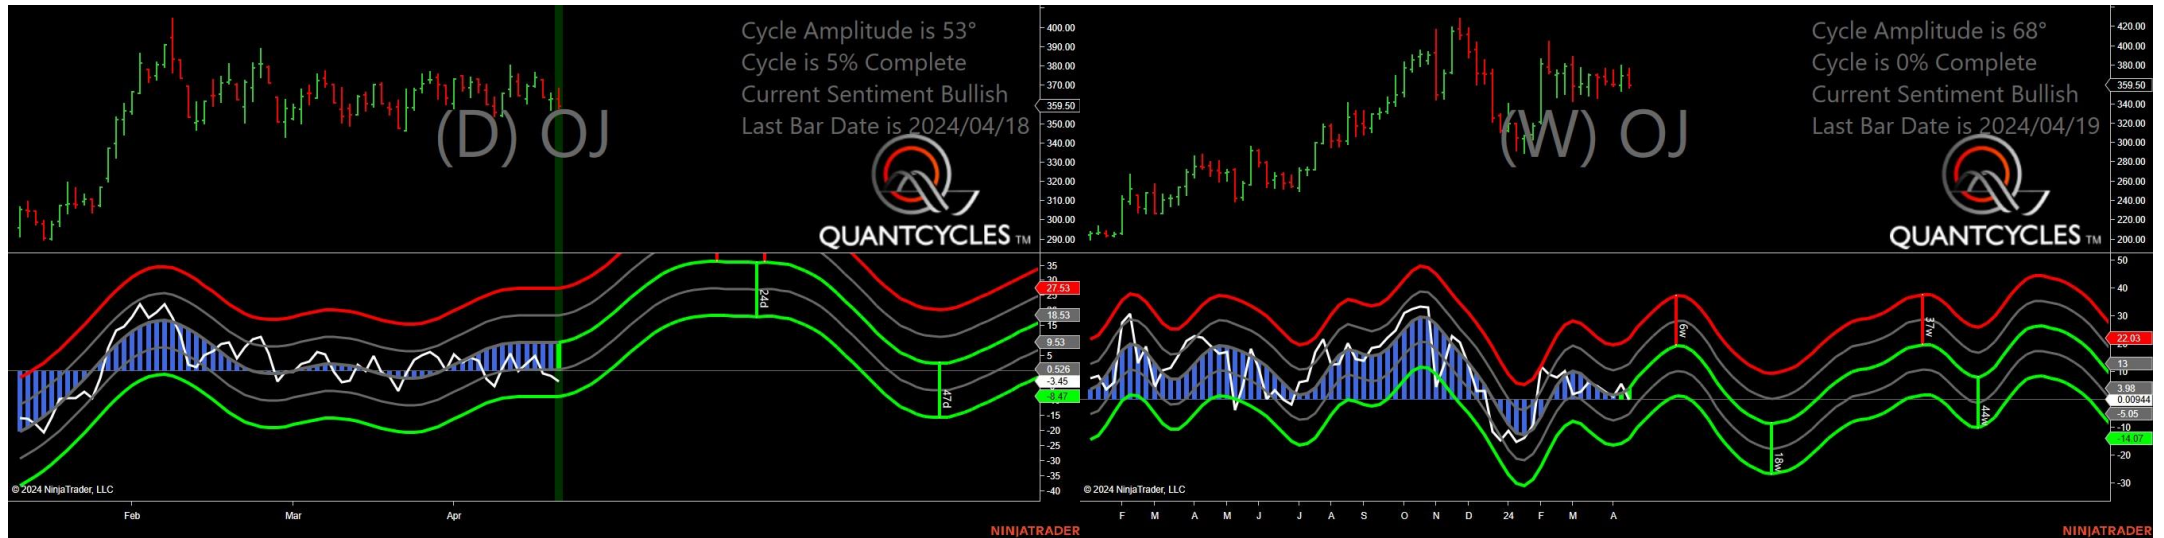 Cycle Amplitude is 53°
Cycle is 5% Complete
Current Sentiment Bullish
Last Bar Date is 2024/04/18
(D) OJ
QUANTCYCLES TM
400.00
390.00
380.00
370.00
359.50
350.00
340.00
330.00
320.00
310.00
300.00
290.00
35
30
27.53
25
18.53
15
9.53
5
0.526
-3.45
-8.47
-15
-20
-25
-30
-35
-40
24d
47d
© 2024 NinjaTrader, LLC
Feb
Mar
Apr
NINJATRADER
Cycle Amplitude is 68°
Cycle is 0% Complete
Current Sentiment Bullish
Last Bar Date is 2024/04/19
(W) OJ
QUANTCYCLES TM
420.00
400.00
380.00
359.50
340.00
320.00
300.00
280.00
260.00
240.00
220.00
200.00
50
40
30
22.03
20
13
10
3.98
0.00944
-5.05
-10
-14.07
-20
-30
6w
18w
37w
44w
© 2024 NinjaTrader, LLC
F
M
A
M
J
J
A
S
O
N
D
24
F
M
A
NINJATRADER